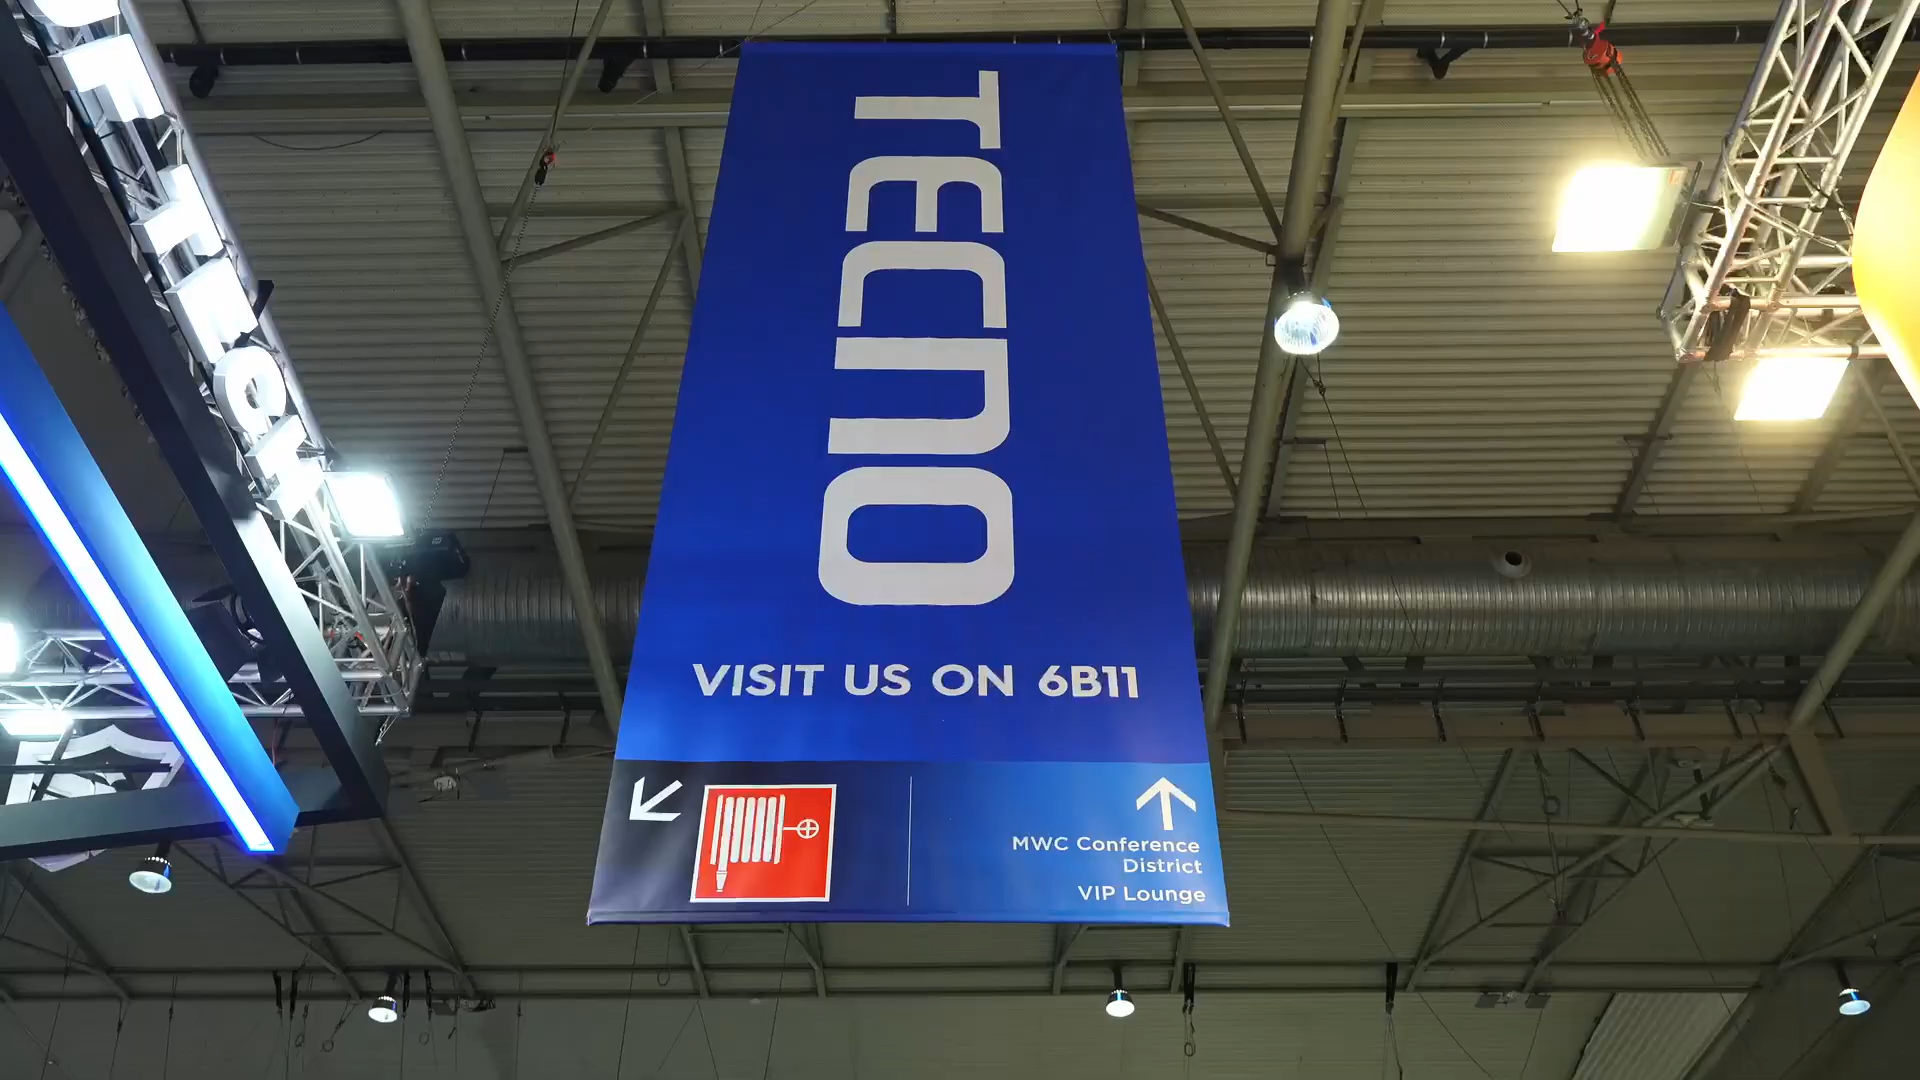 TECNO
VISIT US ON 6B11
MWC Conference
District
VIP Lounge